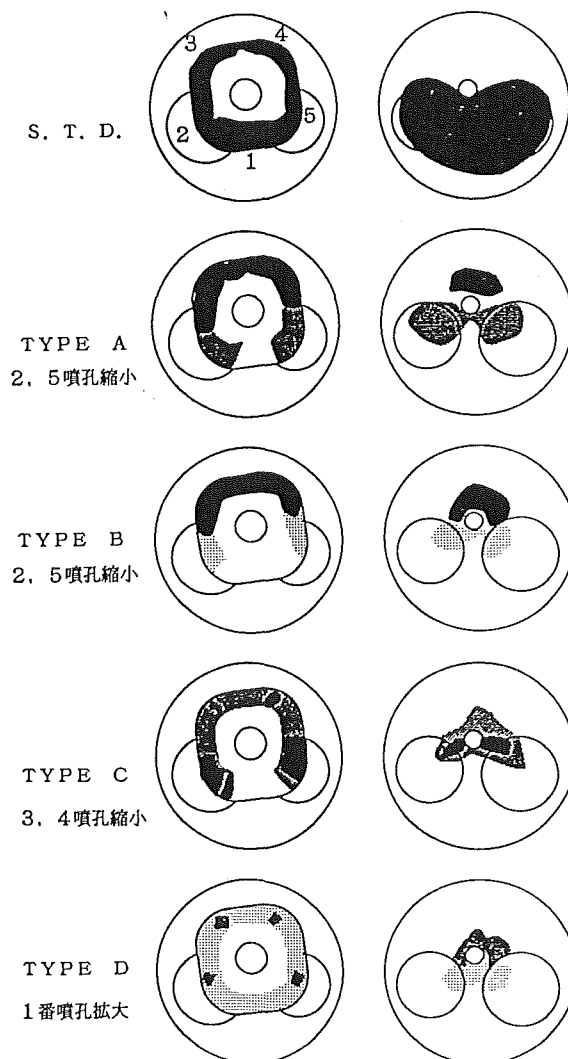 3 4
S. T. D. 2 5
1
TYPE A
2, 5噴孔縮小
TYPE B
2, 5噴孔縮小
TYPE C
3, 4噴孔縮小
TYPE D
1番噴孔拡大